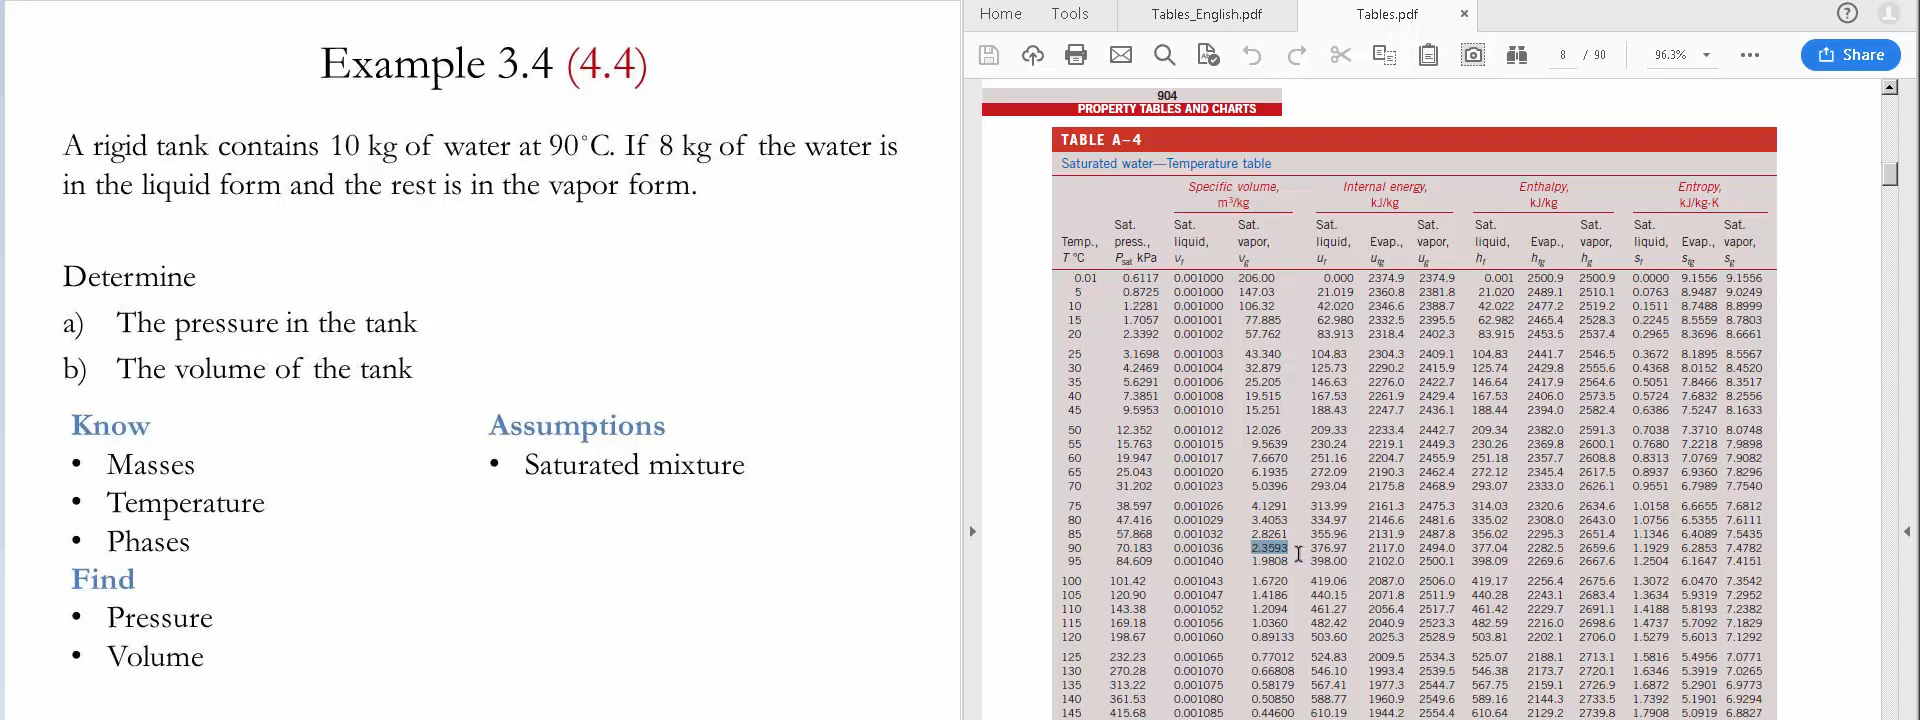 Example 3.4 (4.4)
A rigid tank contains 10 kg of water at 90°C. If 8 kg of the water is
in the liquid form and the rest is in the vapor form.
Determine
a) The pressure in the tank
b) The volume of the tank
Know
• Masses
• Temperature
• Phases
Find
• Pressure
• Volume
Assumptions
• Saturated mixture
Home Tools Tables_English.pdf Tables.pdf ×
8 / 90 96.3% Share
904
PROPERTY TABLES AND CHARTS
TABLE A–4
Saturated water—Temperature table
Specific volume, Internal energy, Enthalpy, Entropy,
m³/kg kJ/kg kJ/kg kJ/kg·K
Sat. Sat. Sat. Sat. Sat. Sat. Sat. Sat. Sat.
Temp., press., liquid, vapor, liquid, Evap., vapor, liquid, Evap., vapor, liquid, Evap., vapor,
T °C Psat kPa vf vg uf ufg ug hf hfg hg sf sfg sg
0.01 0.6117 0.001000 206.00 0.000 2374.9 2374.9 0.001 2500.9 2500.9 0.0000 9.1556 9.1556
5 0.8725 0.001000 147.03 21.019 2360.8 2381.8 21.020 2489.1 2510.1 0.0763 8.9487 9.0249
10 1.2281 0.001000 106.32 42.020 2346.6 2388.7 42.022 2477.2 2519.2 0.1511 8.7488 8.8999
15 1.7057 0.001001 77.885 62.980 2332.5 2395.5 62.982 2465.4 2528.3 0.2245 8.5559 8.7803
20 2.3392 0.001002 57.762 83.913 2318.4 2402.3 83.915 2453.5 2537.4 0.2965 8.3696 8.6661
25 3.1698 0.001003 43.340 104.83 2304.3 2409.1 104.83 2441.7 2546.5 0.3672 8.1895 8.5567
30 4.2469 0.001004 32.879 125.73 2290.2 2415.9 125.74 2429.8 2555.6 0.4368 8.0152 8.4520
35 5.6291 0.001006 25.205 146.63 2276.0 2422.7 146.64 2417.9 2564.6 0.5051 7.8466 8.3517
40 7.3851 0.001008 19.515 167.53 2261.9 2429.4 167.53 2406.0 2573.5 0.5724 7.6832 8.2556
45 9.5953 0.001010 15.251 188.43 2247.7 2436.1 188.44 2394.0 2582.4 0.6386 7.5247 8.1633
50 12.352 0.001012 12.026 209.33 2233.4 2442.7 209.34 2382.0 2591.3 0.7038 7.3710 8.0748
55 15.763 0.001015 9.5639 230.24 2219.1 2449.3 230.26 2369.8 2600.1 0.7680 7.2218 7.9898
60 19.947 0.001017 7.6670 251.16 2204.7 2455.9 251.18 2357.7 2608.8 0.8313 7.0769 7.9082
65 25.043 0.001020 6.1935 272.09 2190.3 2462.4 272.12 2345.4 2617.5 0.8937 6.9360 7.8296
70 31.202 0.001023 5.0396 293.04 2175.8 2468.9 293.07 2333.0 2626.1 0.9551 6.7989 7.7540
75 38.597 0.001026 4.1291 313.99 2161.3 2475.3 314.03 2320.6 2634.6 1.0158 6.6655 7.6812
80 47.416 0.001029 3.4053 334.97 2146.6 2481.6 335.02 2308.0 2643.0 1.0756 6.5355 7.6111
85 57.868 0.001032 2.8261 355.96 2131.9 2487.8 356.02 2295.3 2651.4 1.1346 6.4089 7.5435
90 70.183 0.001036 2.3593 376.97 2117.0 2494.0 377.04 2282.5 2659.6 1.1929 6.2853 7.4782
95 84.609 0.001040 1.9808 398.00 2102.0 2500.1 398.09 2269.6 2667.6 1.2504 6.1647 7.4151
100 101.42 0.001043 1.6720 419.06 2087.0 2506.0 419.17 2256.4 2675.6 1.3072 6.0470 7.3542
105 120.90 0.001047 1.4186 440.15 2071.8 2511.9 440.28 2243.1 2683.4 1.3634 5.9319 7.2952
110 143.38 0.001052 1.2094 461.27 2056.4 2517.7 461.42 2229.7 2691.1 1.4188 5.8193 7.2382
115 169.18 0.001056 1.0360 482.42 2040.9 2523.3 482.59 2216.0 2698.6 1.4737 5.7092 7.1829
120 198.67 0.001060 0.89133 503.60 2025.3 2528.9 503.81 2202.1 2706.0 1.5279 5.6013 7.1292
125 232.23 0.001065 0.77012 524.83 2009.5 2534.3 525.07 2188.1 2713.1 1.5816 5.4956 7.0771
130 270.28 0.001070 0.66808 546.10 1993.4 2539.5 546.38 2173.7 2720.1 1.6346 5.3919 7.0265
135 313.22 0.001075 0.58179 567.41 1977.3 2544.7 567.75 2159.1 2726.9 1.6872 5.2901 6.9773
140 361.53 0.001080 0.50850 588.77 1960.9 2549.6 589.16 2144.3 2733.5 1.7392 5.1901 6.9294
145 415.68 0.001085 0.44600 610.19 1944.2 2554.4 610.64 2129.2 2739.8 1.7908 5.0919 6.8827